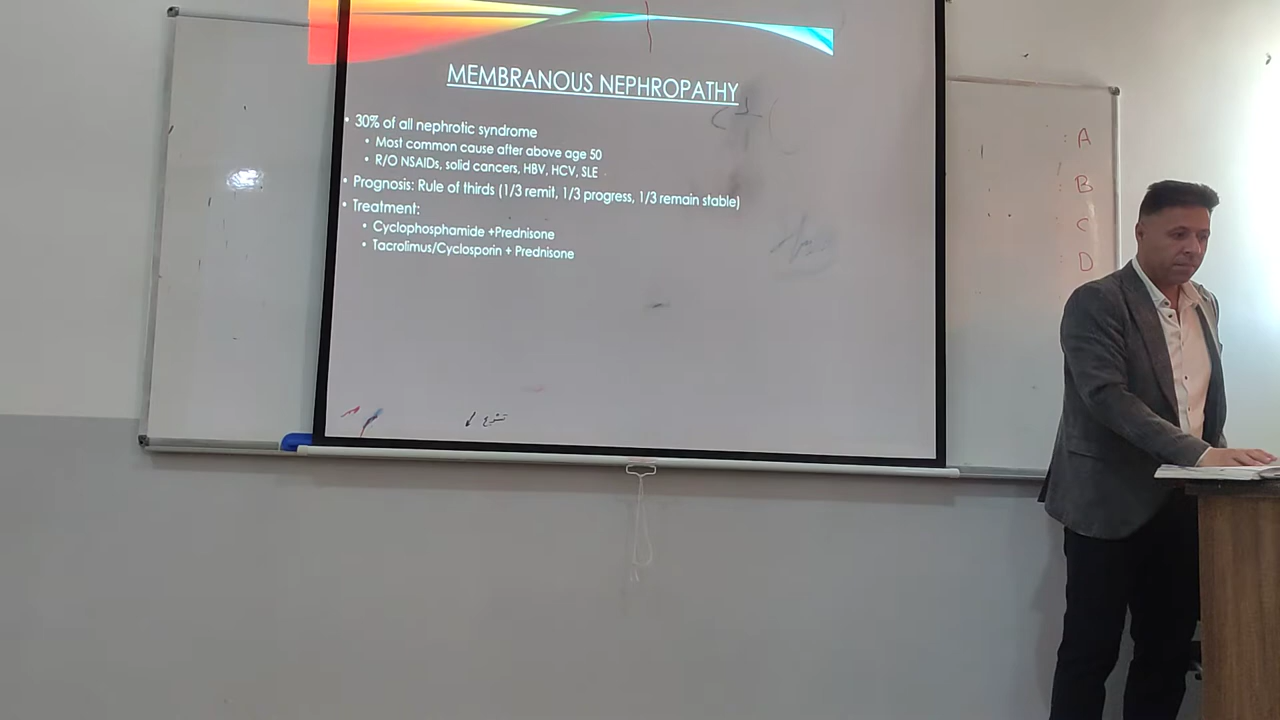 MEMBRANOUS NEPHROPATHY
• 30% of all nephrotic syndrome
• Most common cause after above age 50
• R/O NSAIDs, solid cancers, HBV, HCV, SLE
• Prognosis: Rule of thirds (1/3 remit, 1/3 progress, 1/3 remain stable)
• Treatment:
• Cyclophosphamide +Prednisone
• Tacrolimus/Cyclosporin + Prednisone
: A
: B
: C
: D